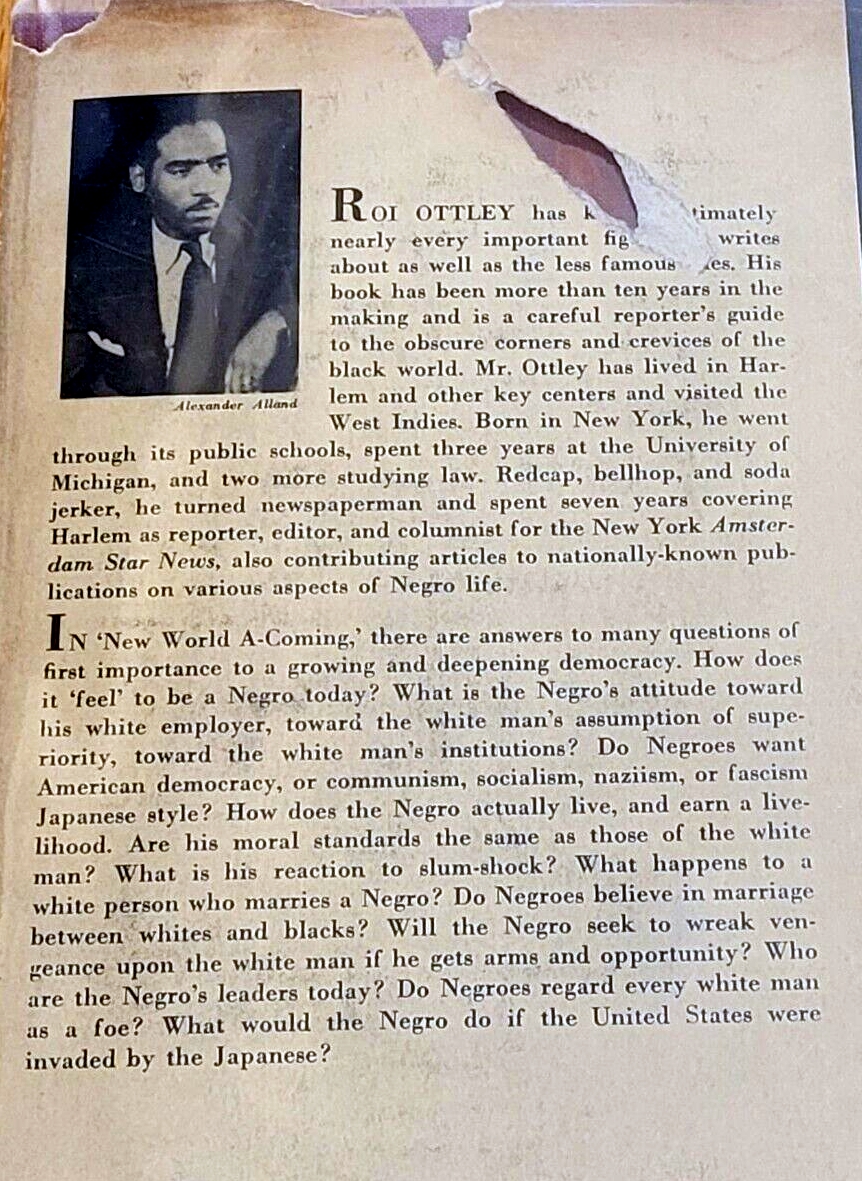 ROI OTTLEY has
nearly every important writes
about as well as the less famous His
book has been more than ten years in the
making and is a careful reporter's guide
to the obscure corners and crevices of the
black world. Mr. Ottley has lived in Har-
lem and other key centers and visited the
West Indies. Born in New York, he went
Alexander Alland
through its public schools, spent three years at the University of
Michigan, and two more studying law. Redcap, bellhop, and soda
jerker, he turned newspaperman and spent seven years covering
Harlem as reporter, editor, and columnist for the New York Amster-
dam Star News, also contributing articles to nationally-known pub-
lications on various aspects of Negro life.
IN 'New World A-Coming,' there are answers to many questions of
first importance to a growing and deepening democracy. How does
it 'feel' to be a Negro today? What is the Negro's attitude toward
his white employer, toward the white man's assumption of supe-
riority, toward the white man's institutions? Do Negroes want
American democracy, or communism, socialism, naziism, or fascism
Japanese style? How does the Negro actually live, and earn a live-
lihood. Are his moral standards the same as those of the white
man? What is his reaction to slum-shock? What happens to a
white person who marries a Negro? Do Negroes believe in marriage
between whites and blacks? Will the Negro seek to wreak ven-
geance upon the white man if he gets arms and opportunity? Who
are the Negro's leaders today? Do Negroes regard every white man
as a foe? What would the Negro do if the United States were
invaded by the Japanese?